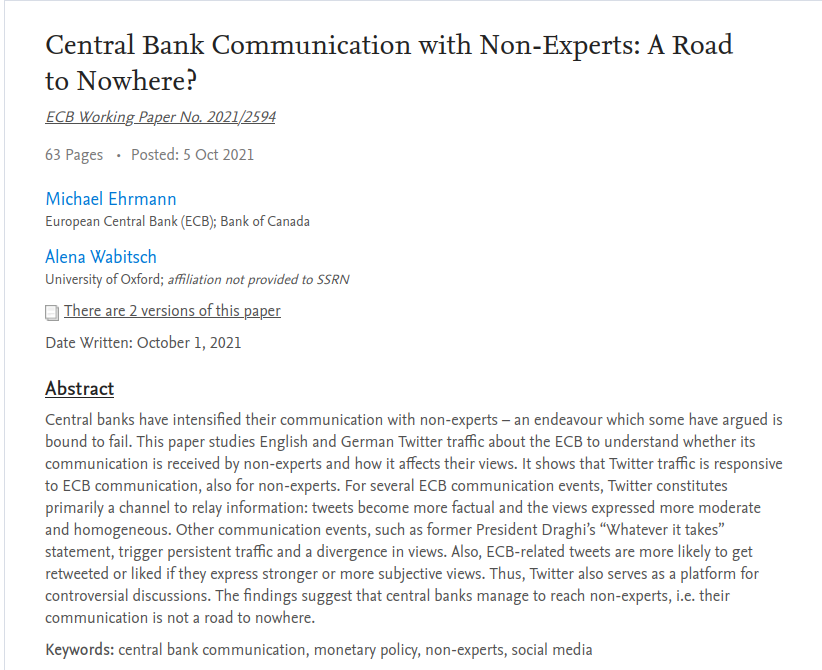 Central Bank Communication with Non-Experts: A Road
to Nowhere?
ECB Working Paper No. 2021/2594
63 Pages • Posted: 5 Oct 2021
Michael Ehrmann
European Central Bank (ECB); Bank of Canada
Alena Wabitsch
University of Oxford; affiliation not provided to SSRN
There are 2 versions of this paper
Date Written: October 1, 2021
Abstract
Central banks have intensified their communication with non-experts – an endeavour which some have argued is
bound to fail. This paper studies English and German Twitter traffic about the ECB to understand whether its
communication is received by non-experts and how it affects their views. It shows that Twitter traffic is responsive
to ECB communication, also for non-experts. For several ECB communication events, Twitter constitutes
primarily a channel to relay information: tweets become more factual and the views expressed more moderate
and homogeneous. Other communication events, such as former President Draghi's “Whatever it takes”
statement, trigger persistent traffic and a divergence in views. Also, ECB-related tweets are more likely to get
retweeted or liked if they express stronger or more subjective views. Thus, Twitter also serves as a platform for
controversial discussions. The findings suggest that central banks manage to reach non-experts, i.e. their
communication is not a road to nowhere.
Keywords: central bank communication, monetary policy, non-experts, social media